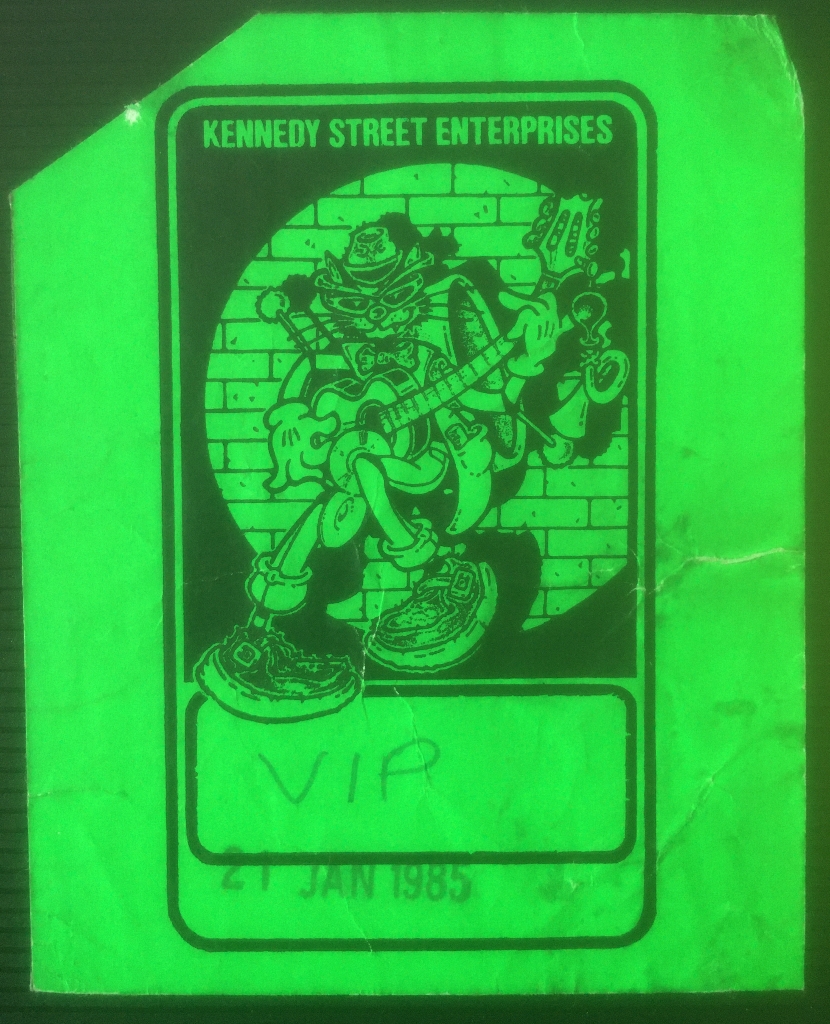 KENNEDY STREET ENTERPRISES
VIP
21 JAN 1985